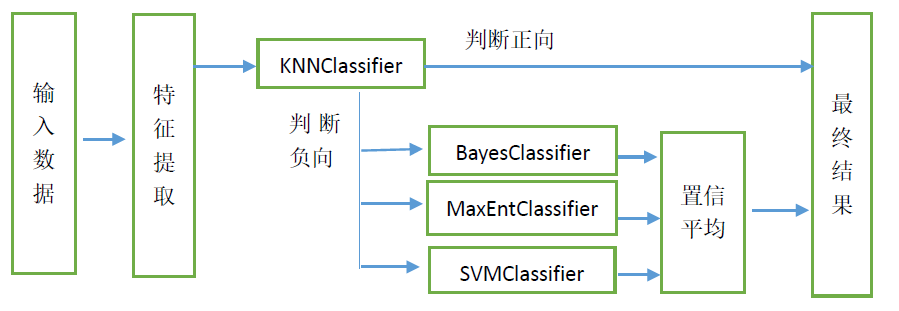 输入数据
特征提取
KNNClassifier
判断正向
判 断
负向
BayesClassifier
MaxEntClassifier
SVMClassifier
置信
平均
最终结果